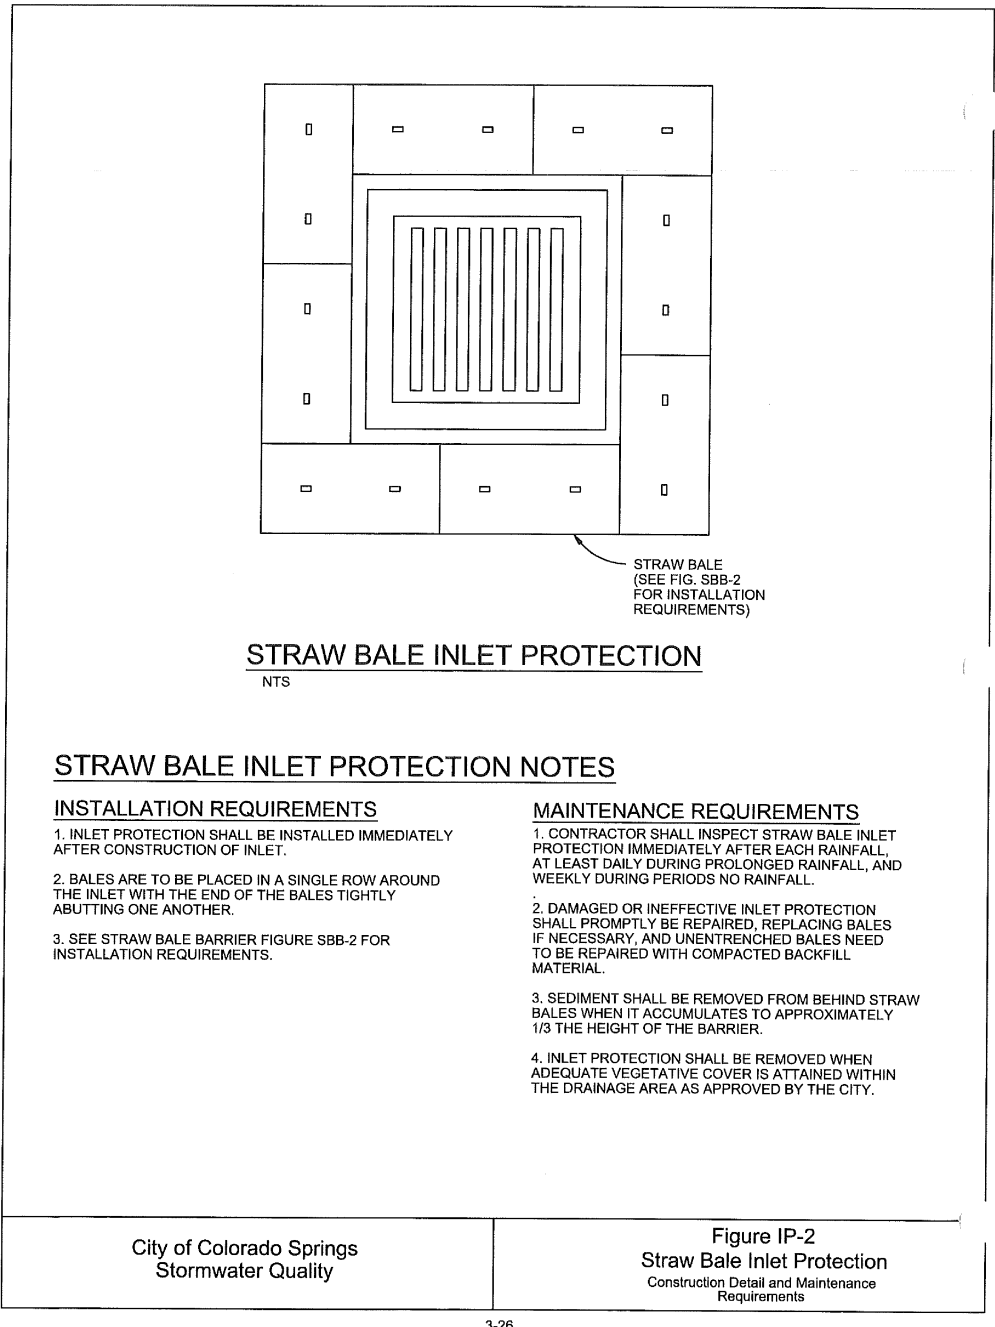 STRAW BALE
(SEE FIG. SBB-2
FOR INSTALLATION
REQUIREMENTS)
STRAW BALE INLET PROTECTION
NTS
STRAW BALE INLET PROTECTION NOTES
INSTALLATION REQUIREMENTS
1. INLET PROTECTION SHALL BE INSTALLED IMMEDIATELY
AFTER CONSTRUCTION OF INLET.
2. BALES ARE TO BE PLACED IN A SINGLE ROW AROUND
THE INLET WITH THE END OF THE BALES TIGHTLY
ABUTTING ONE ANOTHER.
3. SEE STRAW BALE BARRIER FIGURE SBB-2 FOR
INSTALLATION REQUIREMENTS.
MAINTENANCE REQUIREMENTS
1. CONTRACTOR SHALL INSPECT STRAW BALE INLET
PROTECTION IMMEDIATELY AFTER EACH RAINFALL,
AT LEAST DAILY DURING PROLONGED RAINFALL, AND
WEEKLY DURING PERIODS NO RAINFALL.
.
2. DAMAGED OR INEFFECTIVE INLET PROTECTION
SHALL PROMPTLY BE REPAIRED, REPLACING BALES
IF NECESSARY, AND UNENTRENCHED BALES NEED
TO BE REPAIRED WITH COMPACTED BACKFILL
MATERIAL.
3. SEDIMENT SHALL BE REMOVED FROM BEHIND STRAW
BALES WHEN IT ACCUMULATES TO APPROXIMATELY
1/3 THE HEIGHT OF THE BARRIER.
4. INLET PROTECTION SHALL BE REMOVED WHEN
ADEQUATE VEGETATIVE COVER IS ATTAINED WITHIN
THE DRAINAGE AREA AS APPROVED BY THE CITY.
City of Colorado Springs
Stormwater Quality
Figure IP-2
Straw Bale Inlet Protection
Construction Detail and Maintenance
Requirements
3-26